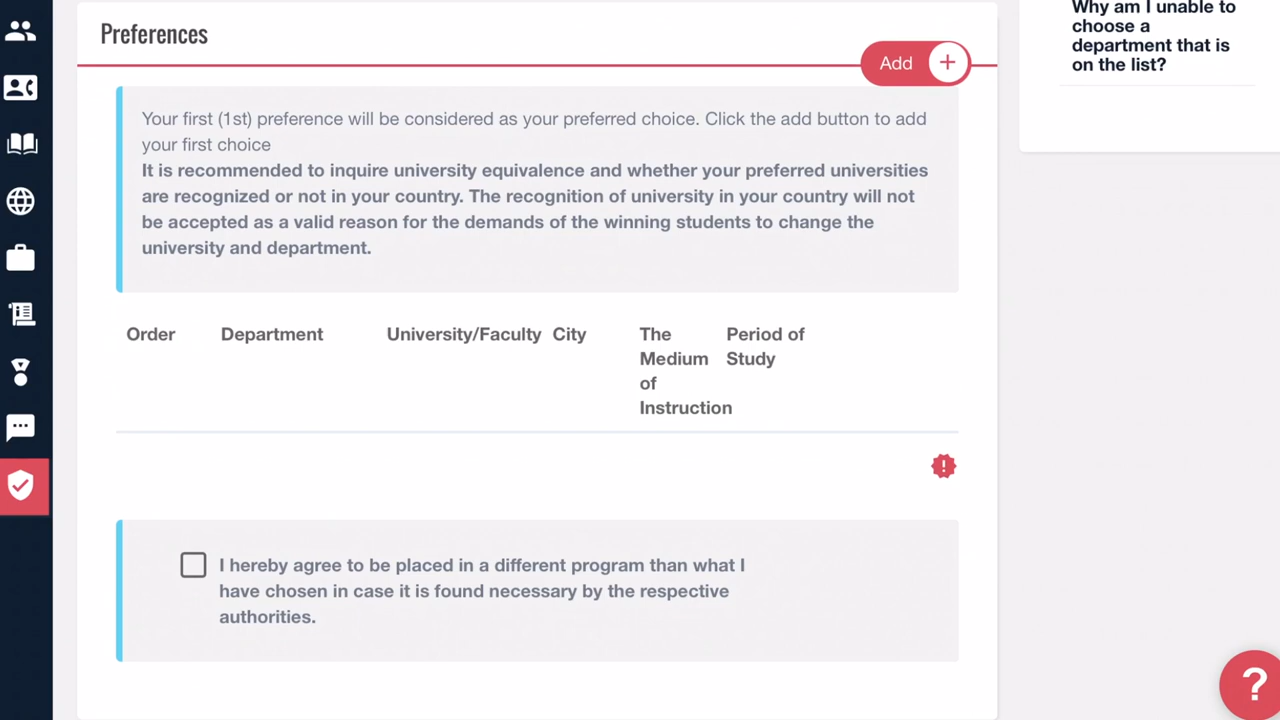 Preferences
Add +
Why am I unable to
choose a
department that is
on the list?
Your first (1st) preference will be considered as your preferred choice. Click the add button to add
your first choice
It is recommended to inquire university equivalence and whether your preferred universities
are recognized or not in your country. The recognition of university in your country will not
be accepted as a valid reason for the demands of the winning students to change the
university and department.
Order Department University/Faculty City The Period of
Medium Study
of
Instruction
!
I hereby agree to be placed in a different program than what I
have chosen in case it is found necessary by the respective
authorities.
?